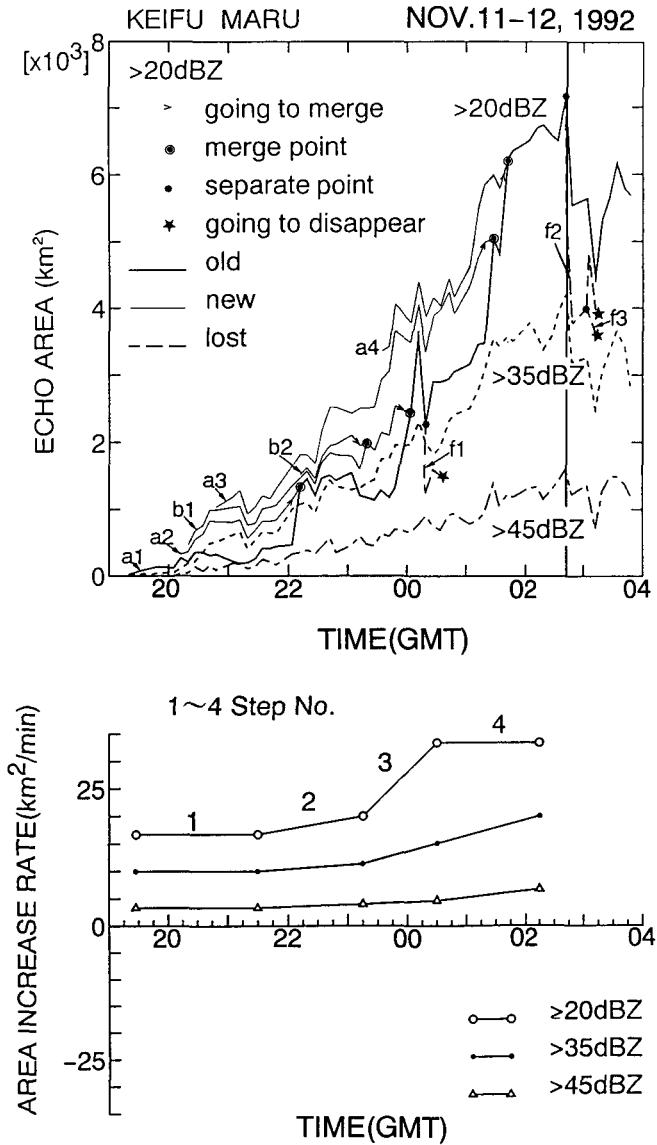 KEIFU MARU NOV.11–12, 1992
[x10³]
8
>20dBZ
> going to merge
>20dBZ
merge point
6
separate point
★ going to disappear
old
f2
new
4
f3
lost
a4
>35dBZ
b2
2
f1
a3
b1
a2
>45dBZ
a1
0
20 22 00 02 04
ECHO AREA (km²)
TIME(GMT)
1~4 Step No.
4
3
25
2
1
0
20 22 00 02 04
−25
AREA INCREASE RATE(km²/min)
≥20dBZ
>35dBZ
>45dBZ
TIME(GMT)